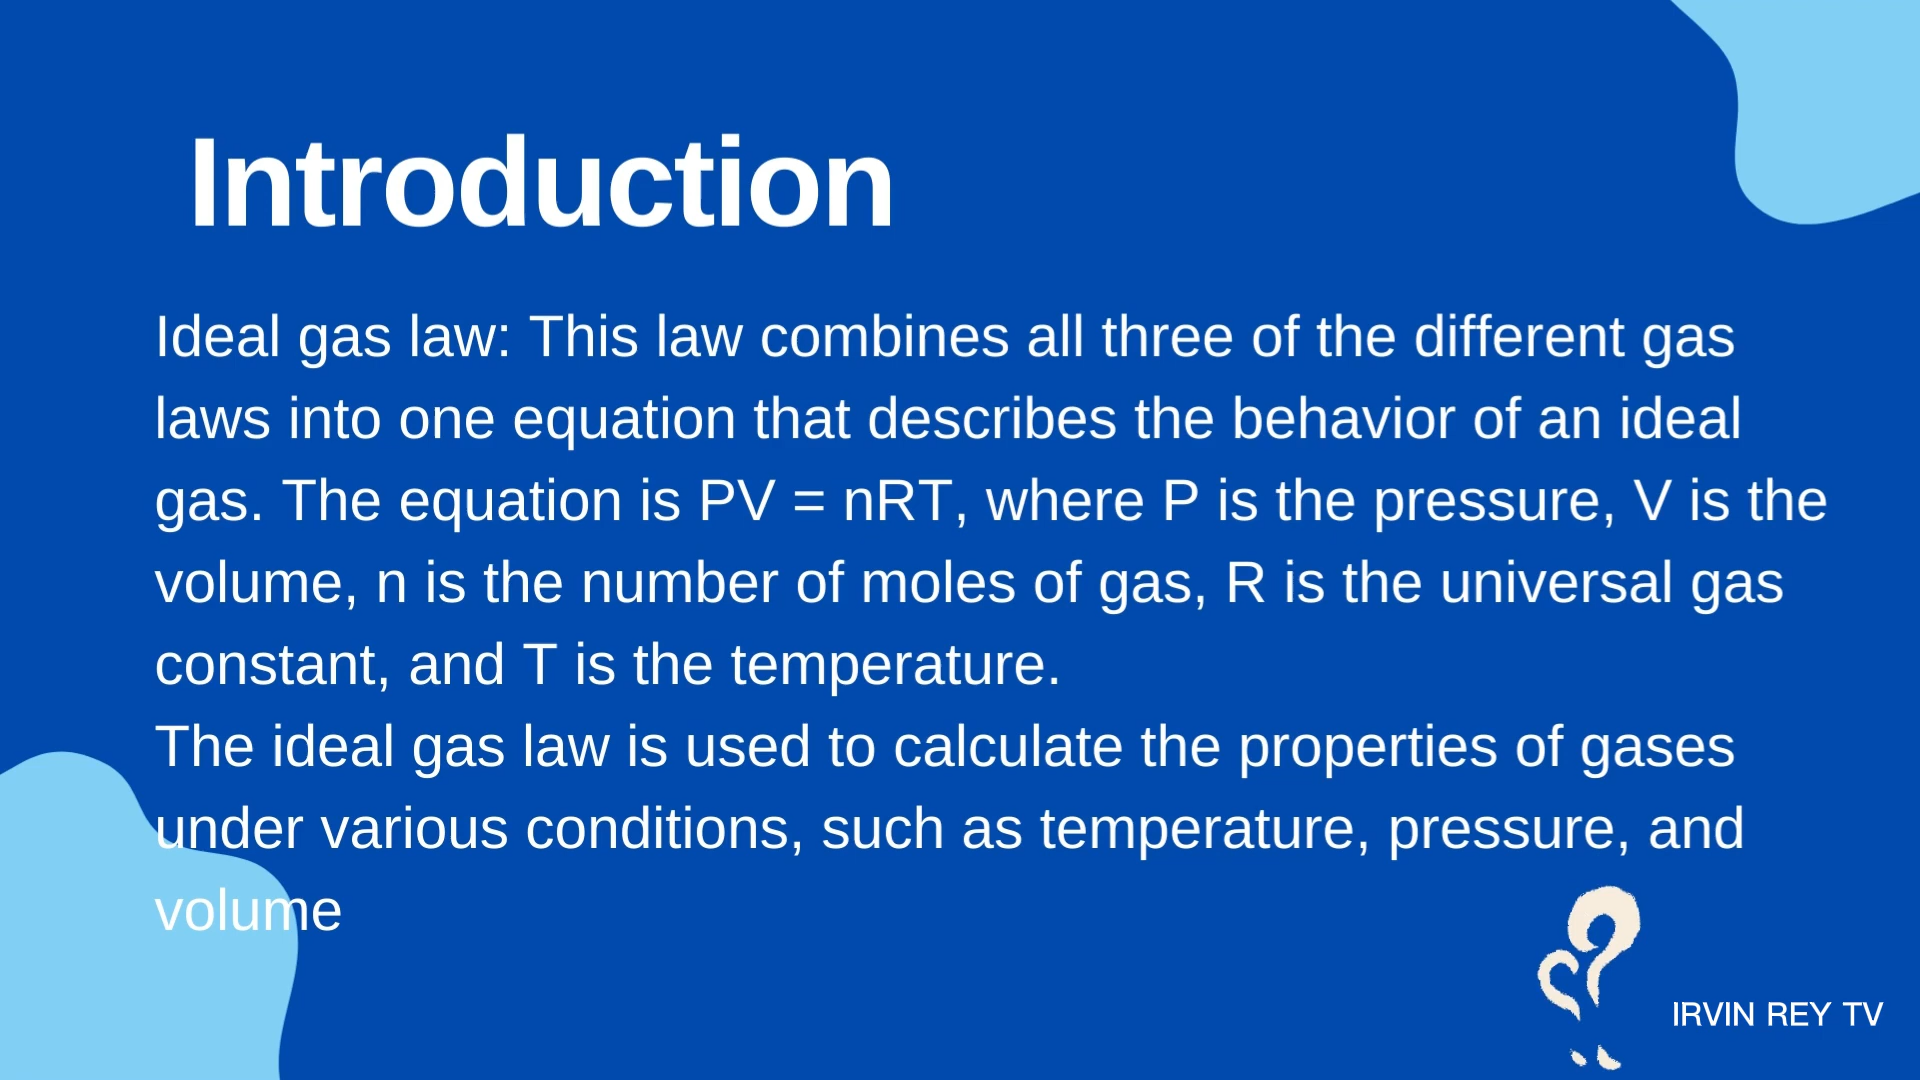 Introduction
Ideal gas law: This law combines all three of the different gas
laws into one equation that describes the behavior of an ideal
gas. The equation is PV = nRT, where P is the pressure, V is the
volume, n is the number of moles of gas, R is the universal gas
constant, and T is the temperature.
The ideal gas law is used to calculate the properties of gases
under various conditions, such as temperature, pressure, and
volume
IRVIN REY TV